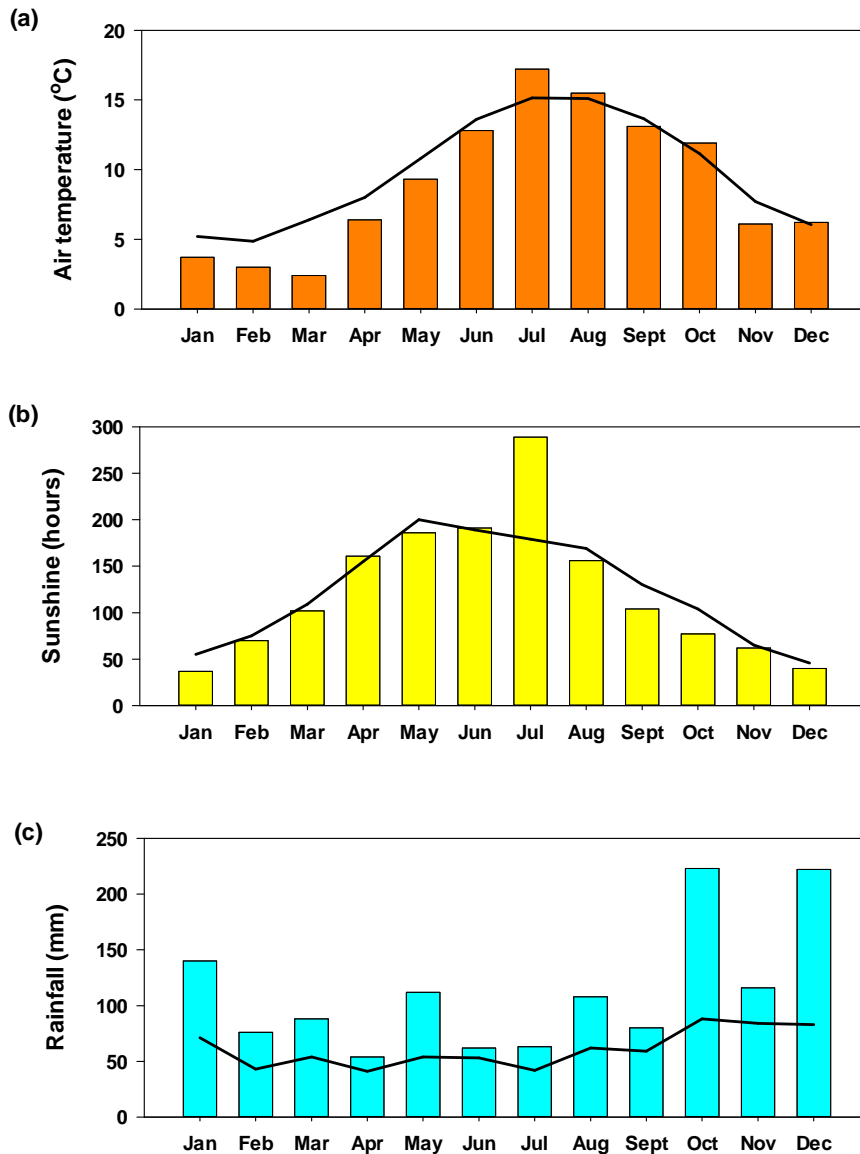 (a)
Air temperature (°C)
20
15
10
5
0
Jan Feb Mar Apr May Jun Jul Aug Sept Oct Nov Dec
(b)
Sunshine (hours)
300
250
200
150
100
50
0
Jan Feb Mar Apr May Jun Jul Aug Sept Oct Nov Dec
(c)
Rainfall (mm)
250
200
150
100
50
0
Jan Feb Mar Apr May Jun Jul Aug Sept Oct Nov Dec